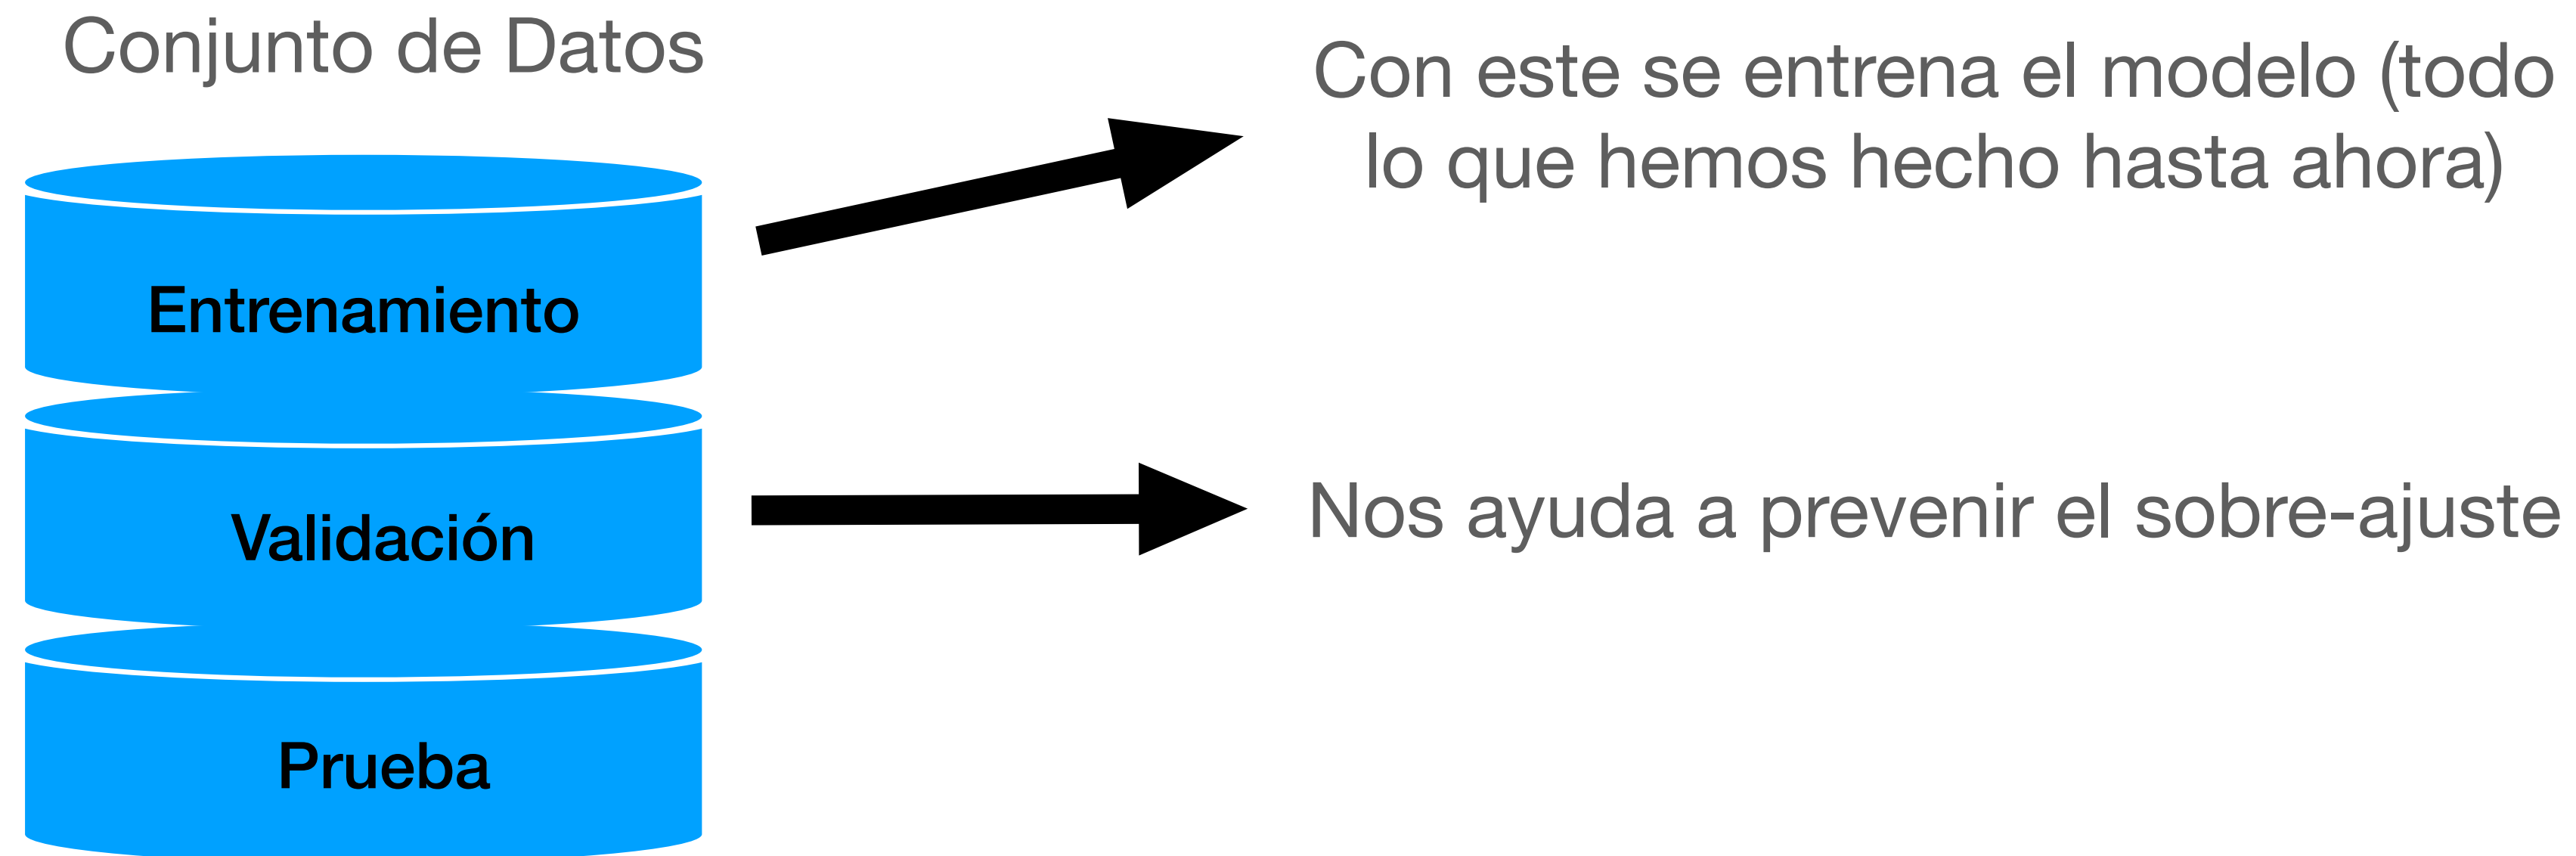 Conjunto de Datos
Con este se entrena el modelo (todo
lo que hemos hecho hasta ahora)
Entrenamiento
Validación
Nos ayuda a prevenir el sobre-ajuste
Prueba